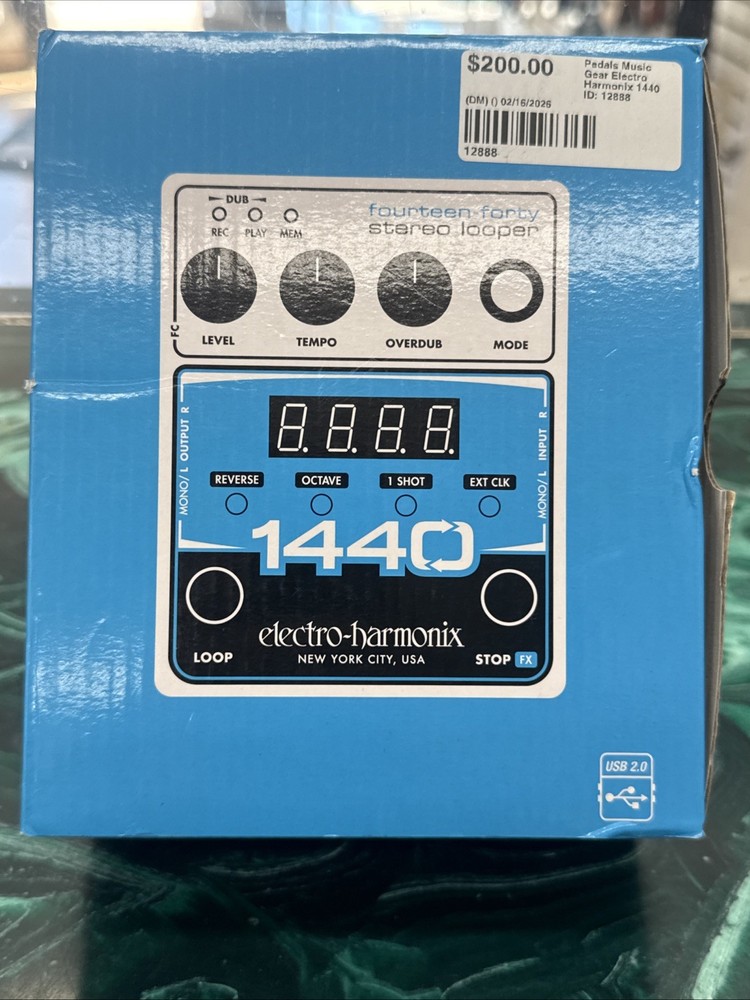 $200.00
Pedals Music
Gear Electro
Harmonix 1440
ID: 12888
(DM) () 02/16/2026
12888
DUB
REC PLAY MEM
fourteen forty
stereo looper
FC
LEVEL TEMPO OVERDUB MODE
MONO/ L OUTPUT R
8.8.8.8.
MONO/ L INPUT R
REVERSE OCTAVE 1 SHOT EXT CLK
1440
electro-harmonix
NEW YORK CITY, USA
LOOP
STOP FX
USB 2.0